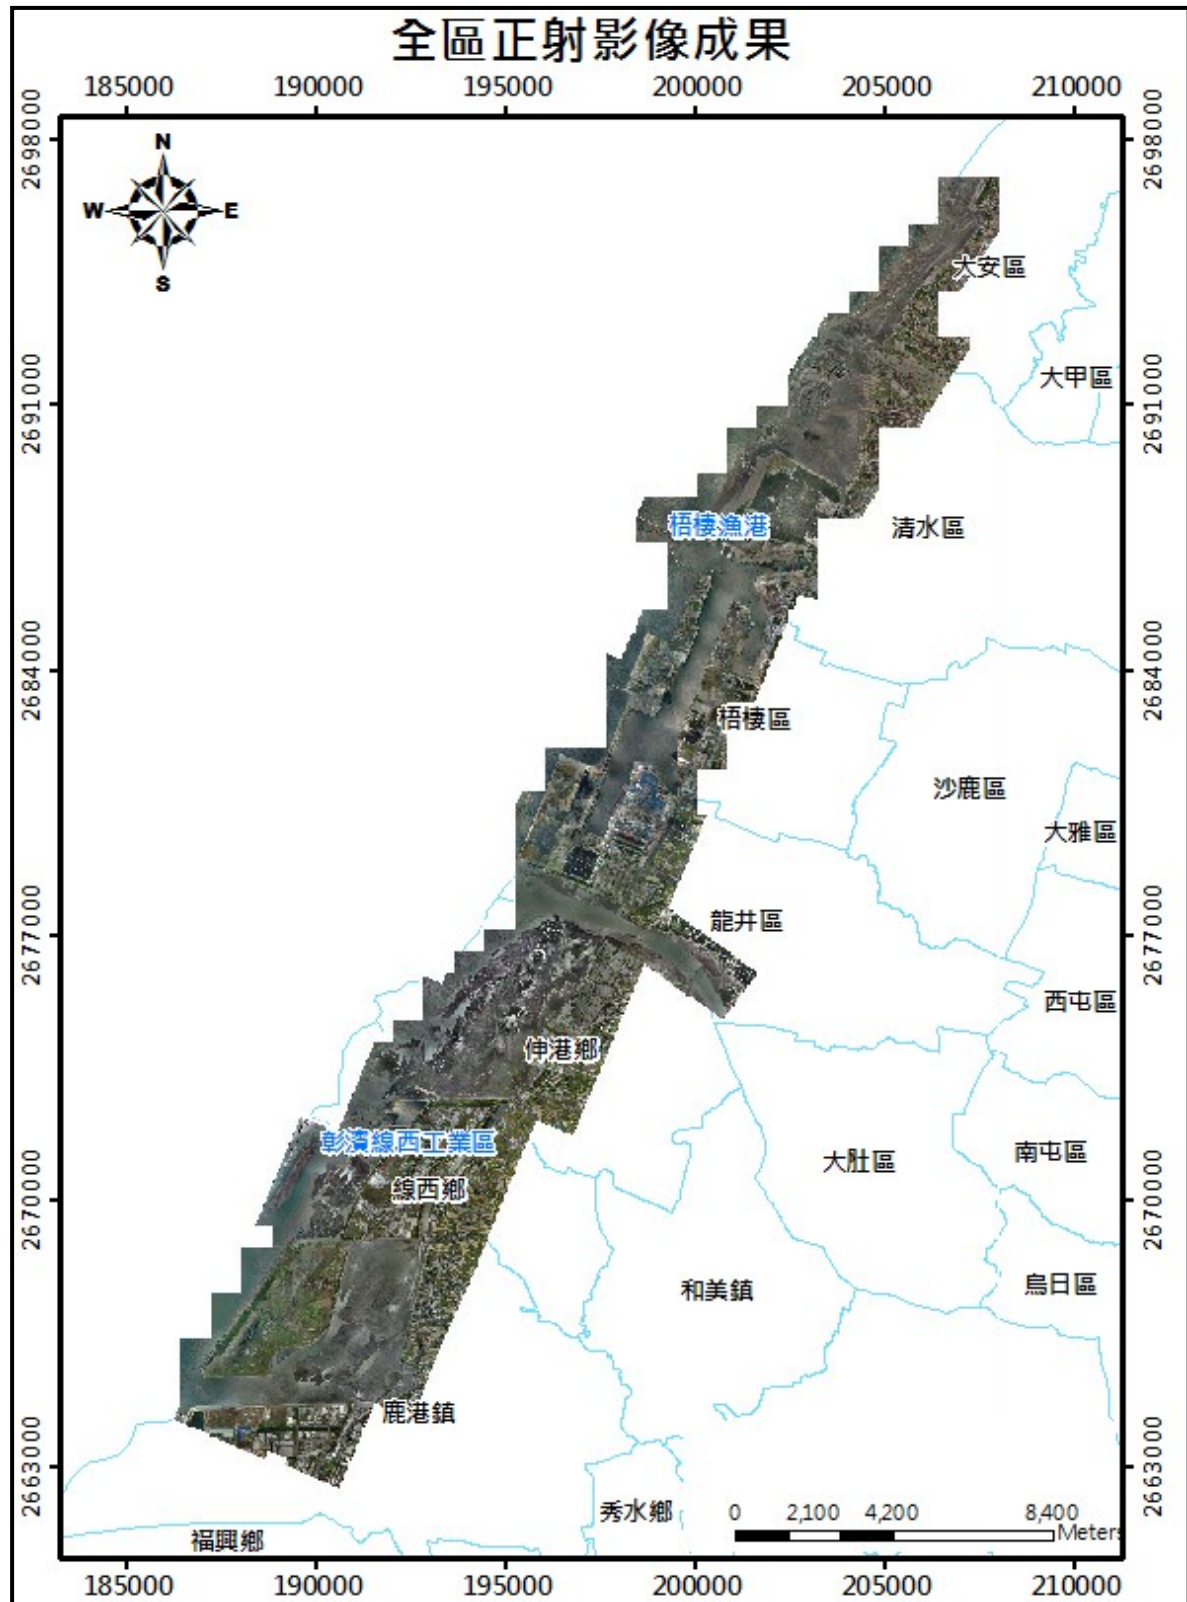 全區正射影像成果
185000 190000 195000 200000 205000 210000
2698000 2698000
N
W E
S
大安區
大甲區
2691000 2691000
梧棲漁港
清水區
2684000 2684000
梧棲區
沙鹿區
大雅區
龍井區
2677000 2677000
西屯區
伸港鄉
彰濱線西工業區
南屯區
大肚區
線西鄉
2670000 2670000
和美鎮
烏日區
鹿港鎮
2663000 2663000
秀水鄉
0 2,100 4,200 8,400
Meters
福興鄉
185000 190000 195000 200000 205000 210000